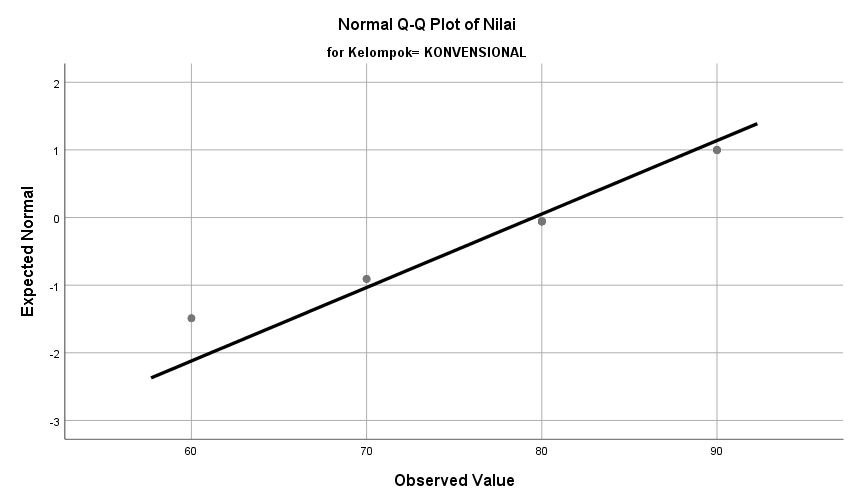 Normal Q-Q Plot of Nilai
for Kelompok= KONVENSIONAL
Expected Normal
2
1
0
-1
-2
-3
60 70 80 90
Observed Value